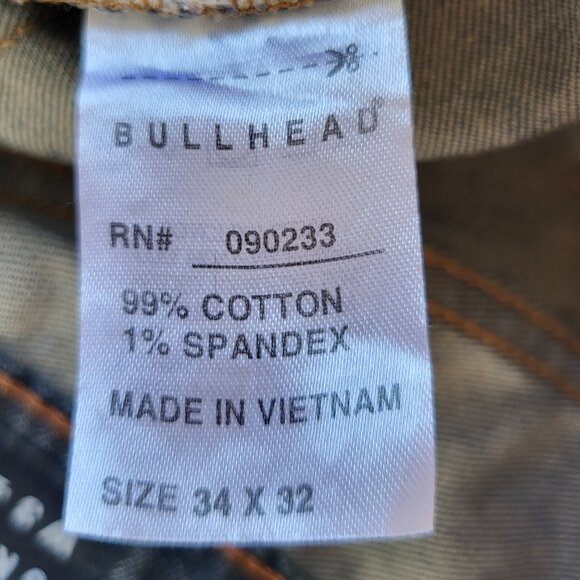 BULLHEAD
RN# 090233
99% COTTON
1% SPANDEX
MADE IN VIETNAM
SIZE 34 X 32